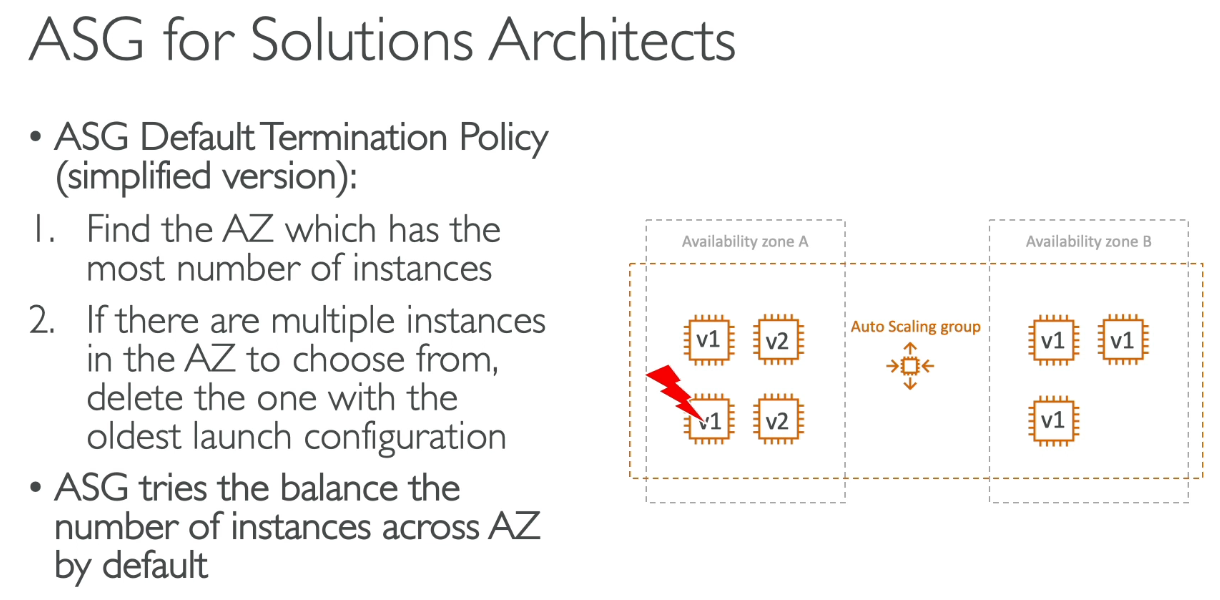 ASG for Solutions Architects
• ASG Default Termination Policy
(simplified version):
1. Find the AZ which has the
most number of instances
2. If there are multiple instances
in the AZ to choose from,
delete the one with the
oldest launch configuration
• ASG tries the balance the
number of instances across AZ
by default
Availability zone A
Availability zone B
v1 v2
Auto Scaling group
v1 v1
v1 v2
v1